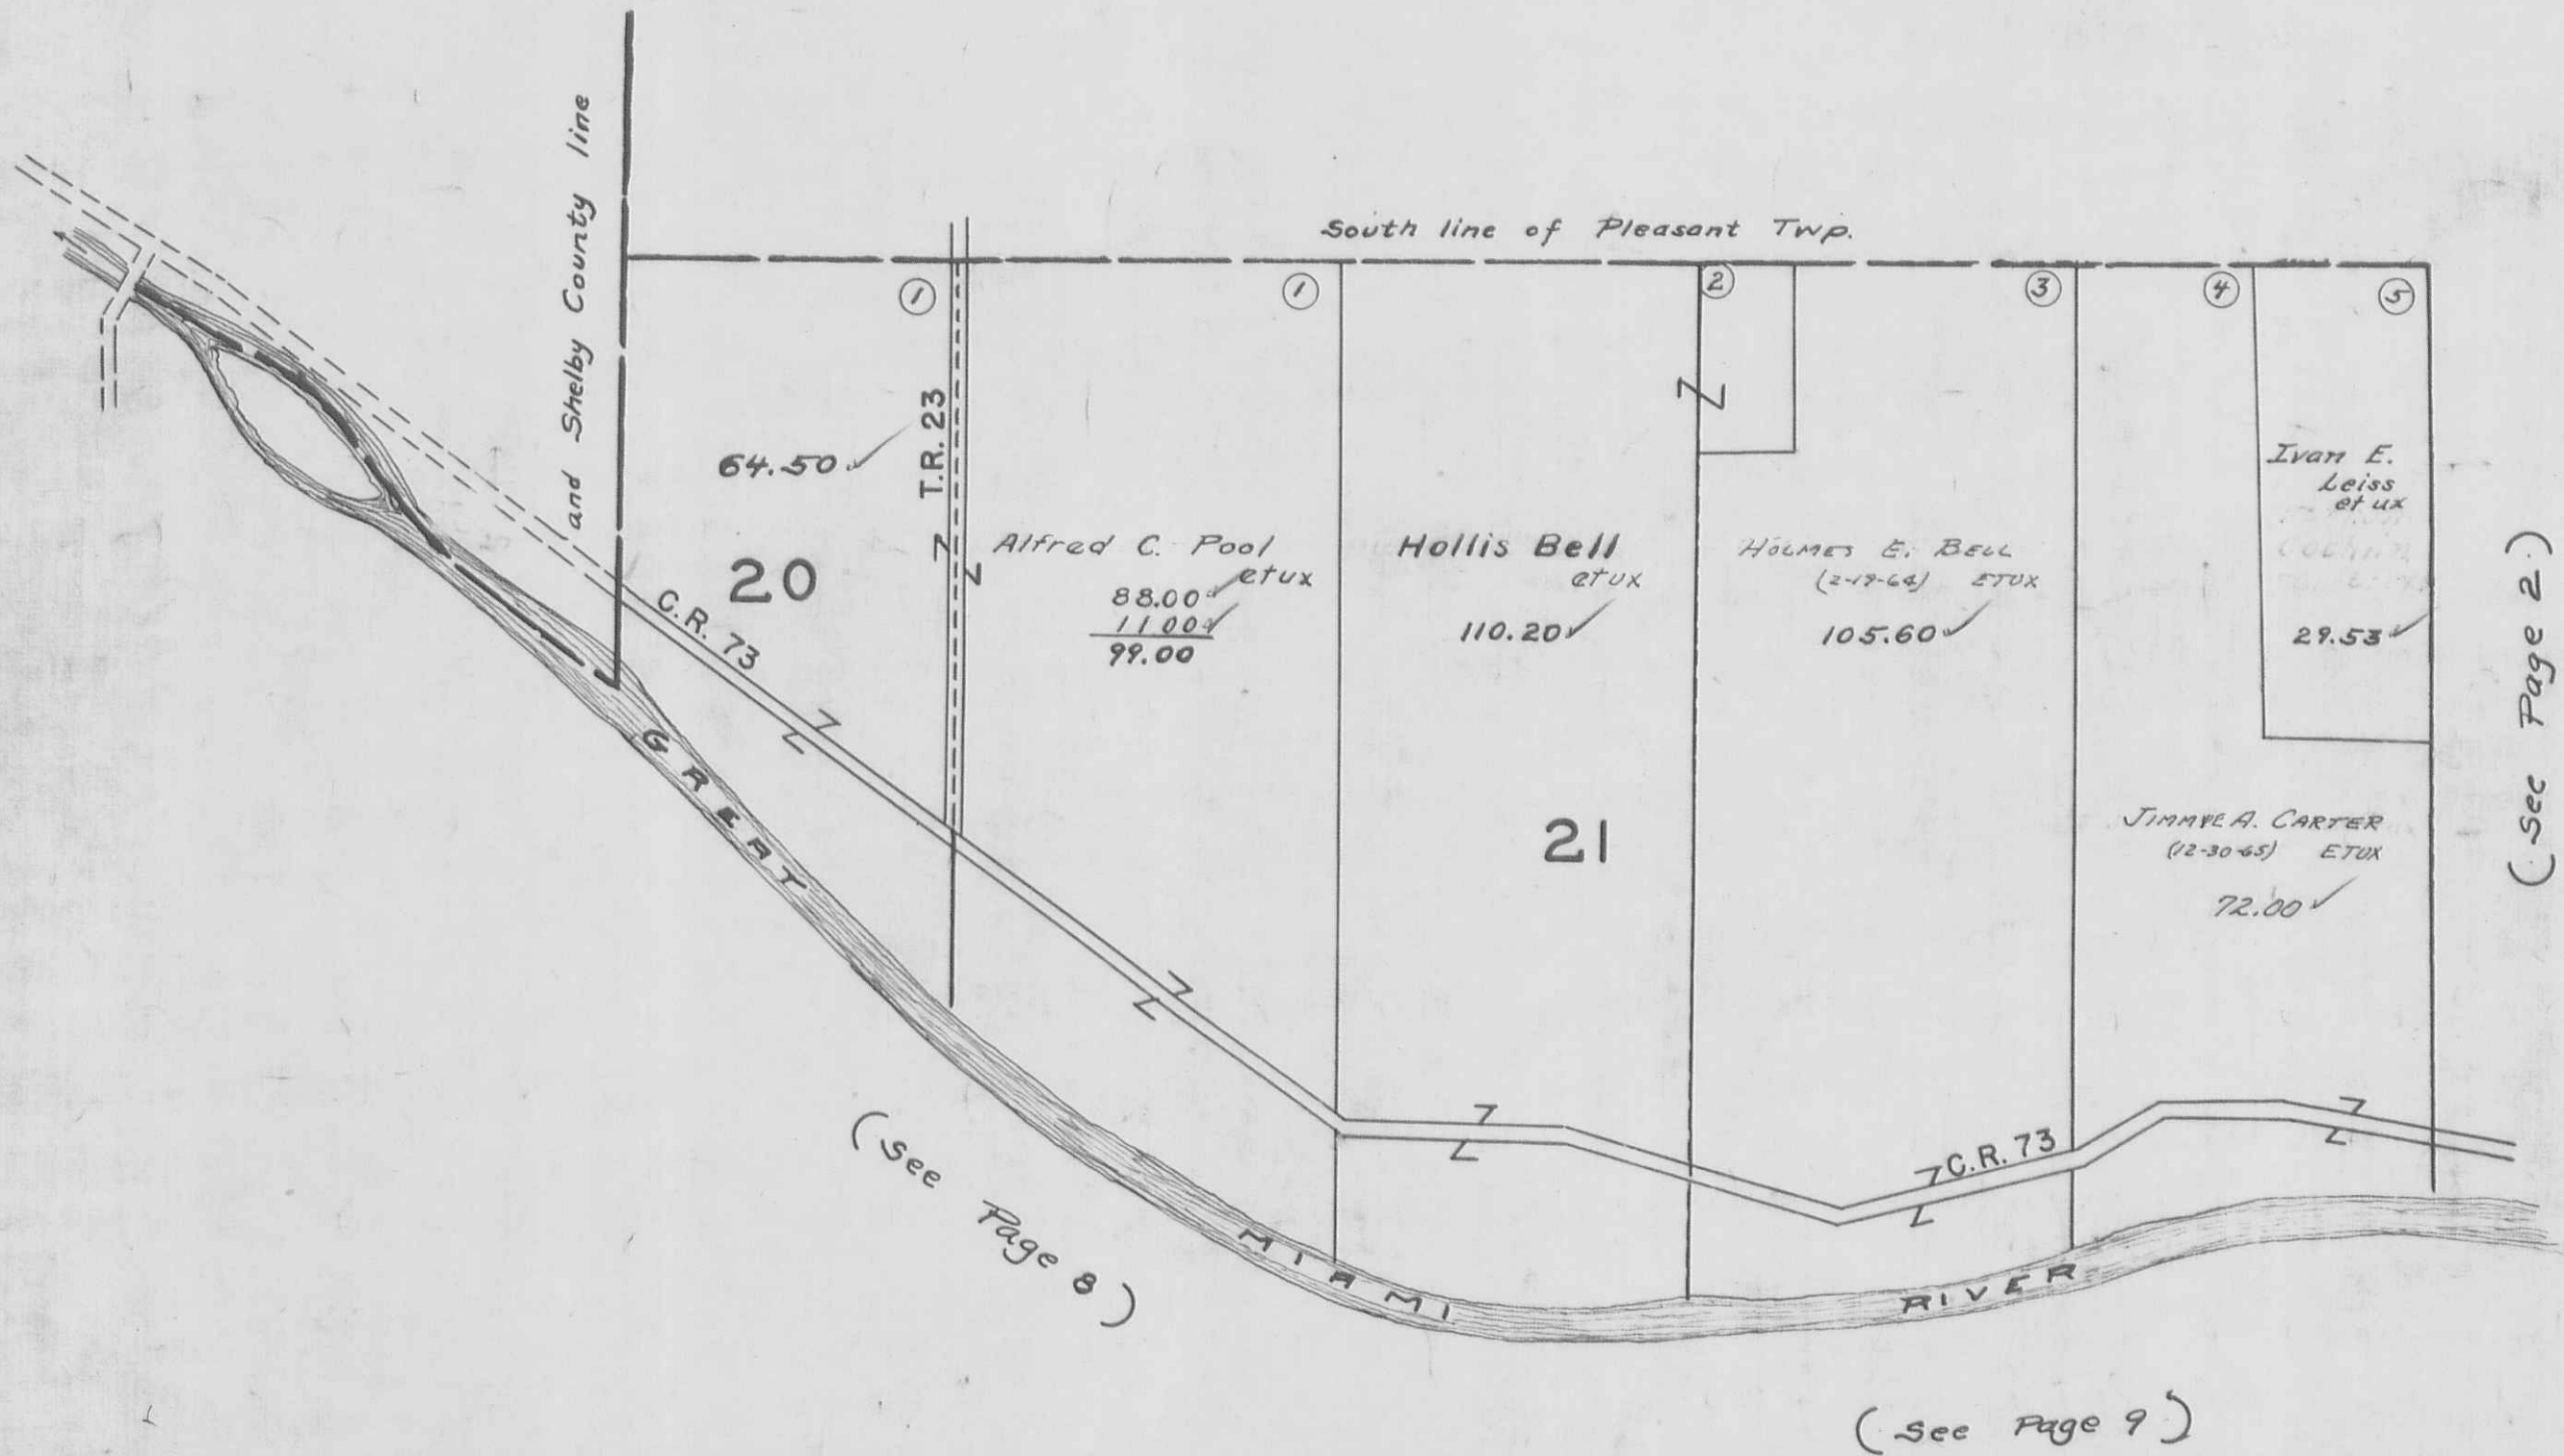 and Shelby County line
South line of Pleasant Twp.
1
1
2
3
4
5
64.50
T.R. 23
20
C.R. 73
Alfred C. Pool
etux
88.00
11 00
99.00
Hollis Bell
etux
110.20
21
HOLMES E. BELL
(2-19-64) ETUX
105.60
Ivan E.
Leiss
et ux
29.53
JIMMYE A. CARTER
(12-30-65) ETUX
72.00
(See Page 2)
C.R. 73
GREAT MIAMI RIVER
(See Page 8)
(See Page 9)